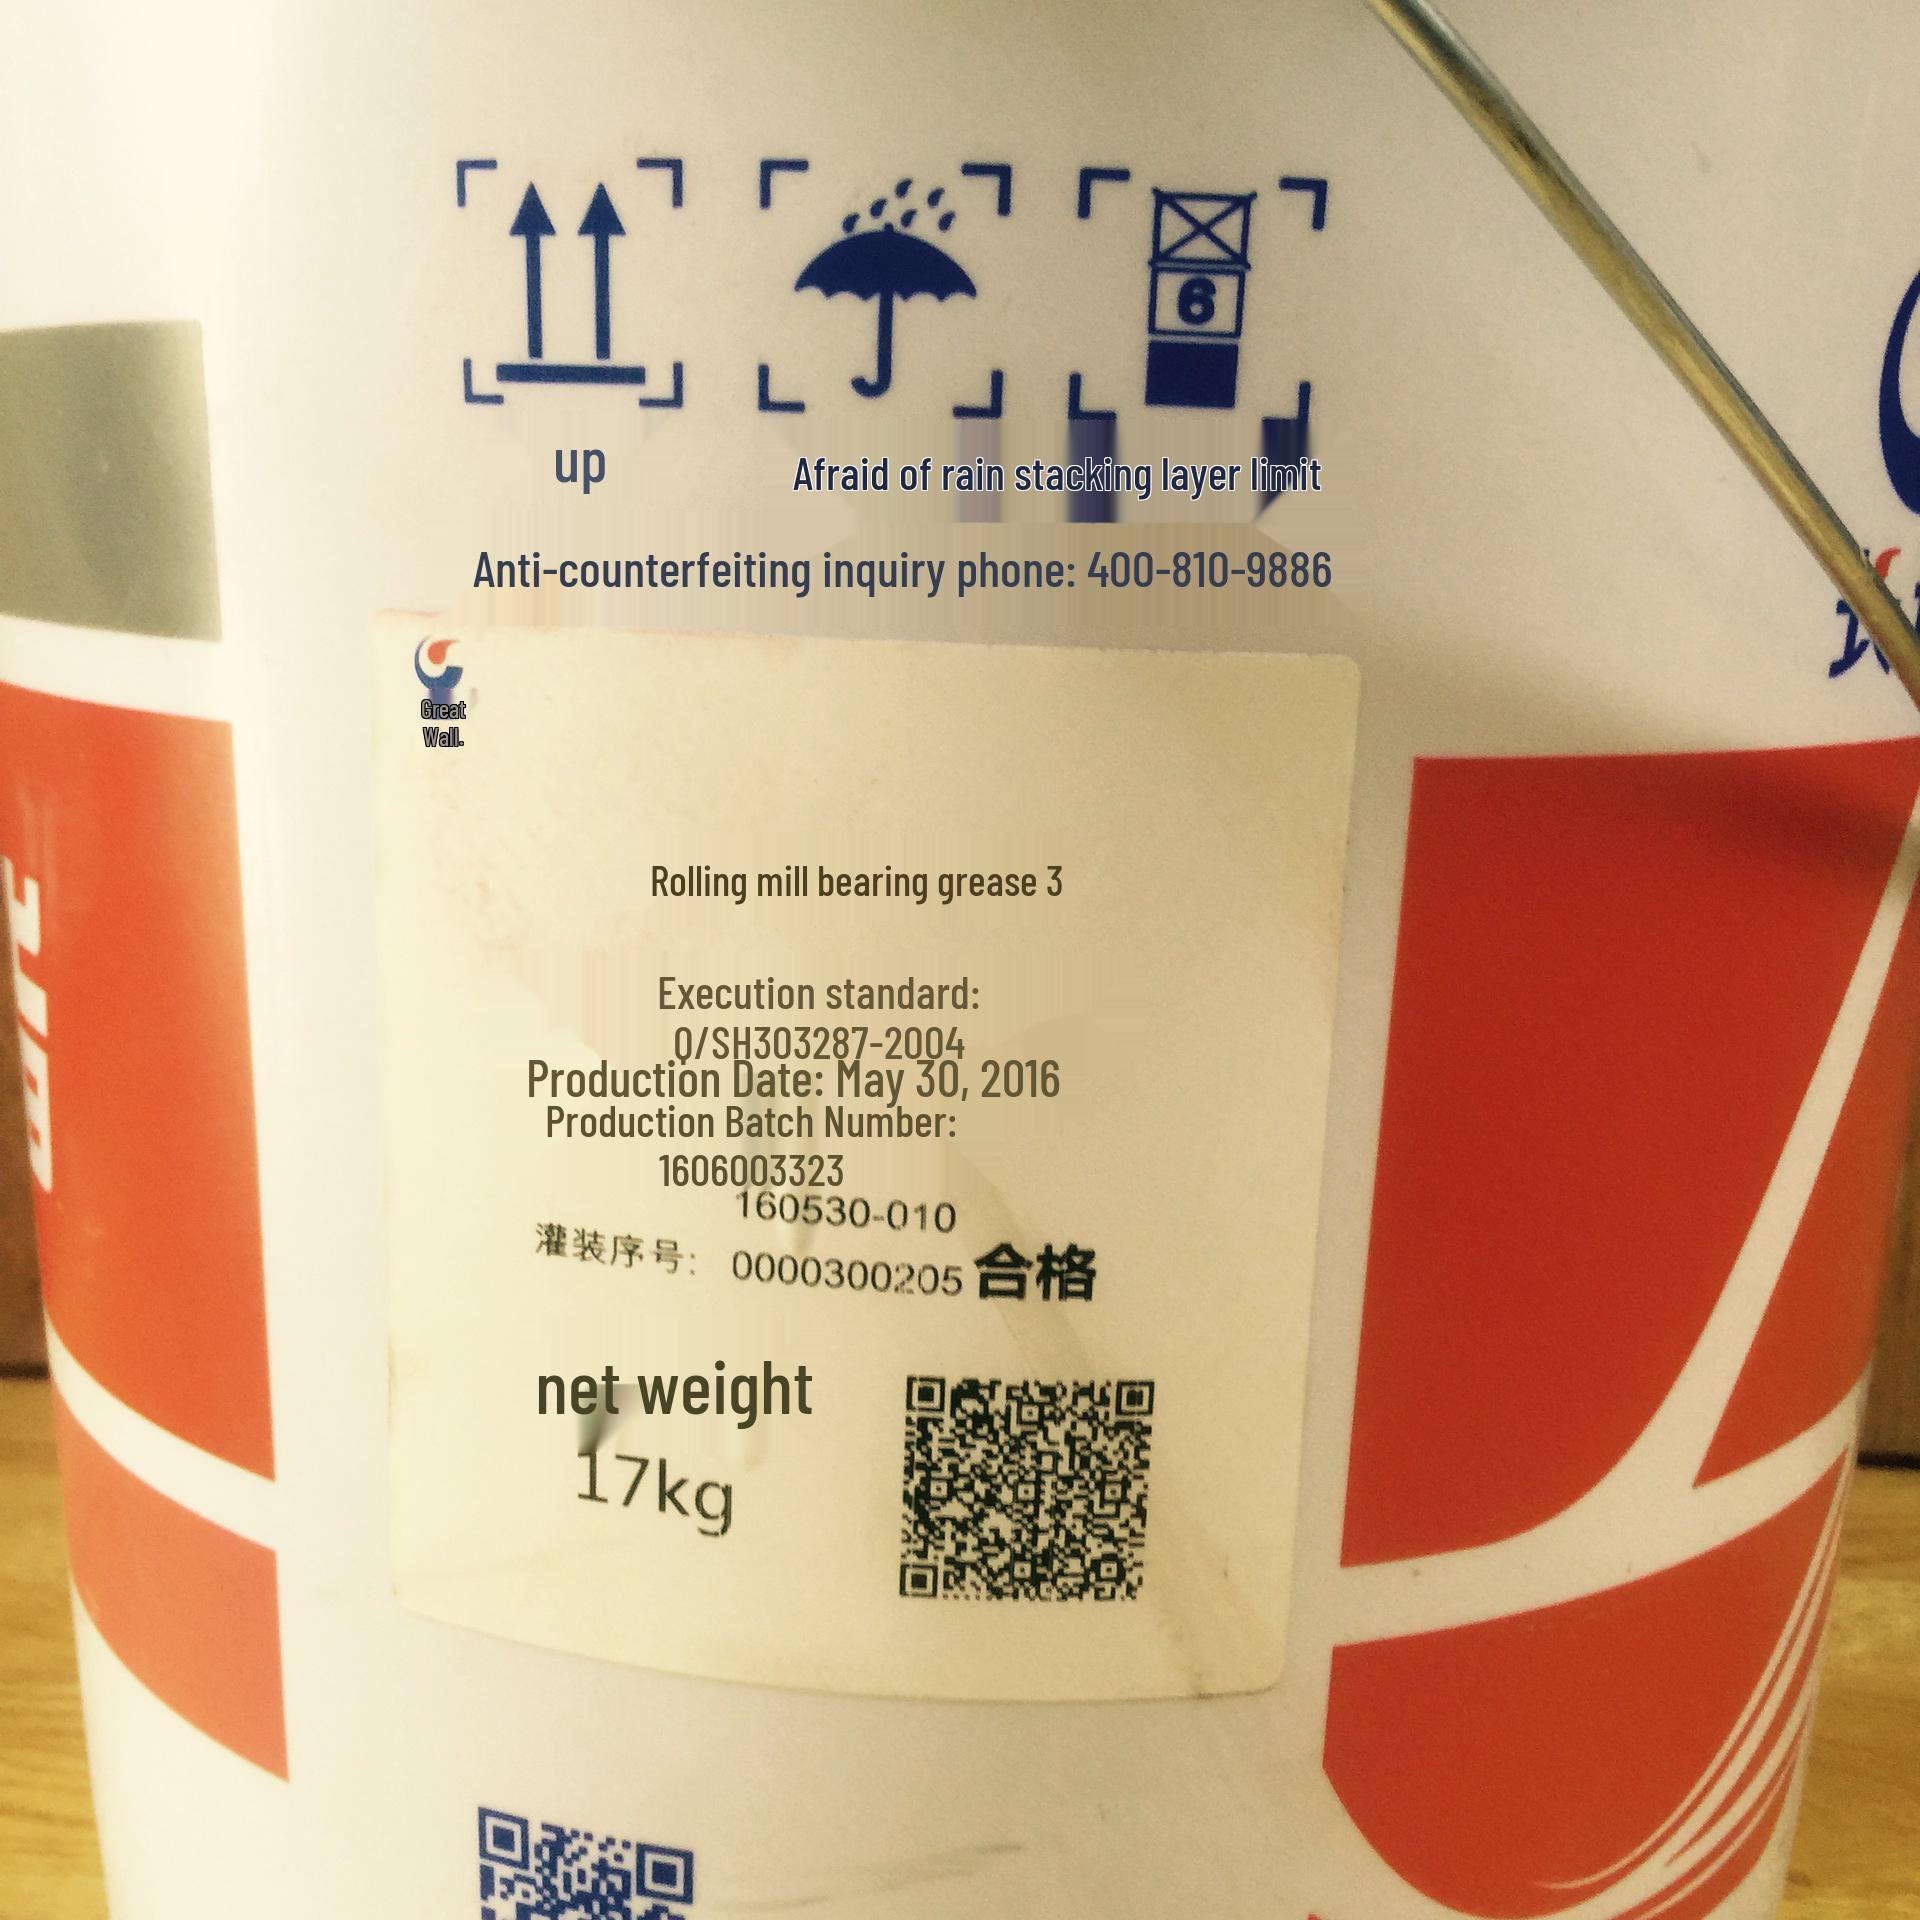 6
up
Afraid of rain stacking layer limit
Anti-counterfeiting inquiry phone: 400-810-9886
Great
Wall.
Rolling mill bearing grease 3
Execution standard:
Q/SH303287-2004
Production Date: May 30, 2016
Production Batch Number:
1606003323
160530-010
灌装序号: 0000300205 合格
net weight
17kg